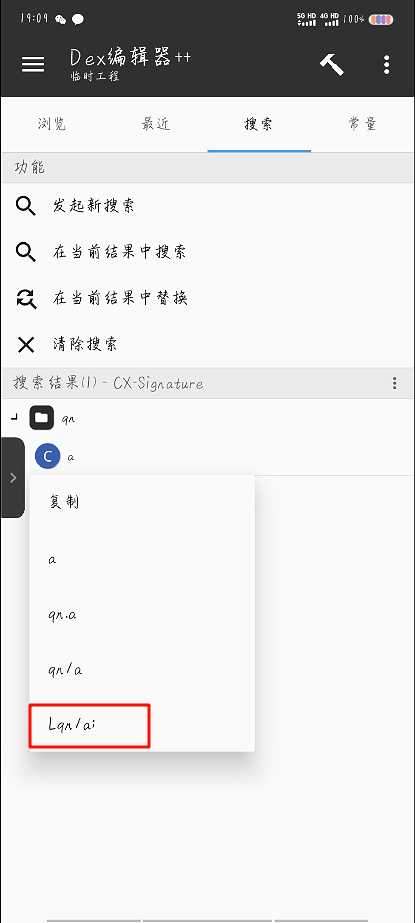 19:09 5G HD 4G HD 100%
Dex编辑器++
临时工程
浏览 最近 搜索 常量
功能
发起新搜索
在当前结果中搜索
在当前结果中替换
清除搜索
搜索结果(1) - CX-Signature
qn
C a
复制
a
qn.a
qn/a
Lqn/a;